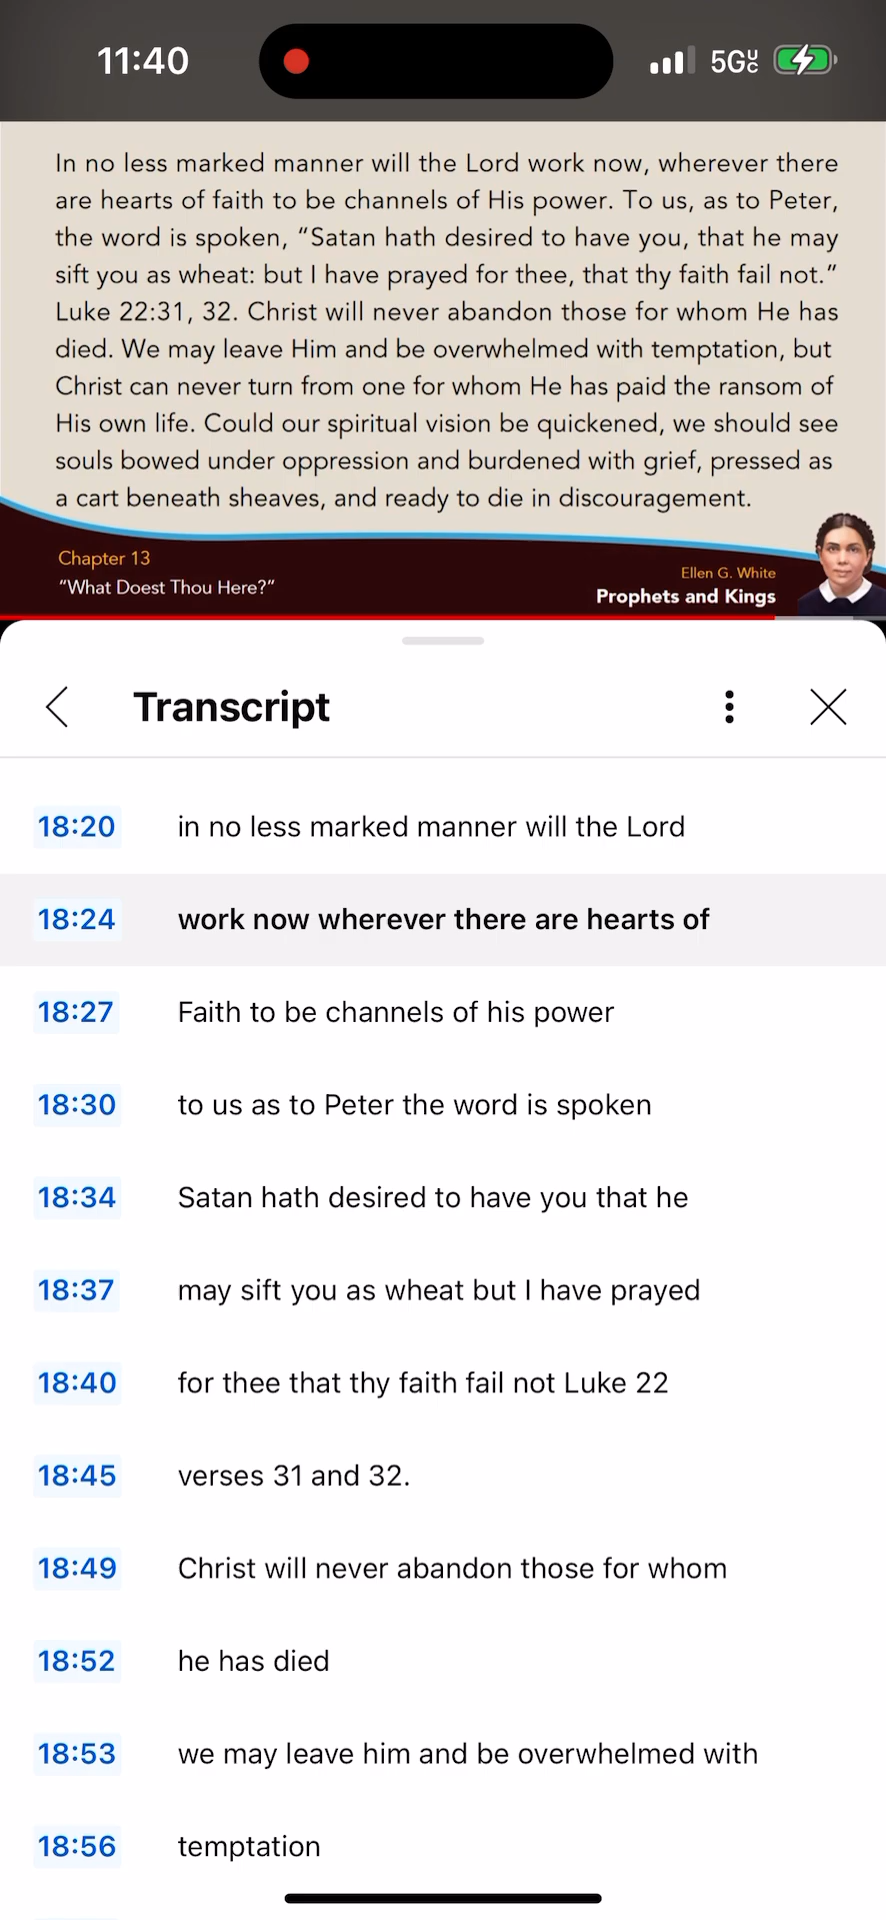 11:40
5GUC
In no less marked manner will the Lord work now, wherever there
are hearts of faith to be channels of His power. To us, as to Peter,
the word is spoken, “Satan hath desired to have you, that he may
sift you as wheat: but I have prayed for thee, that thy faith fail not.”
Luke 22:31, 32. Christ will never abandon those for whom He has
died. We may leave Him and be overwhelmed with temptation, but
Christ can never turn from one for whom He has paid the ransom of
His own life. Could our spiritual vision be quickened, we should see
souls bowed under oppression and burdened with grief, pressed as
a cart beneath sheaves, and ready to die in discouragement.
Chapter 13
“What Doest Thou Here?”
Ellen G. White
Prophets and Kings
Transcript
18:20 in no less marked manner will the Lord
18:24 work now wherever there are hearts of
18:27 Faith to be channels of his power
18:30 to us as to Peter the word is spoken
18:34 Satan hath desired to have you that he
18:37 may sift you as wheat but I have prayed
18:40 for thee that thy faith fail not Luke 22
18:45 verses 31 and 32.
18:49 Christ will never abandon those for whom
18:52 he has died
18:53 we may leave him and be overwhelmed with
18:56 temptation